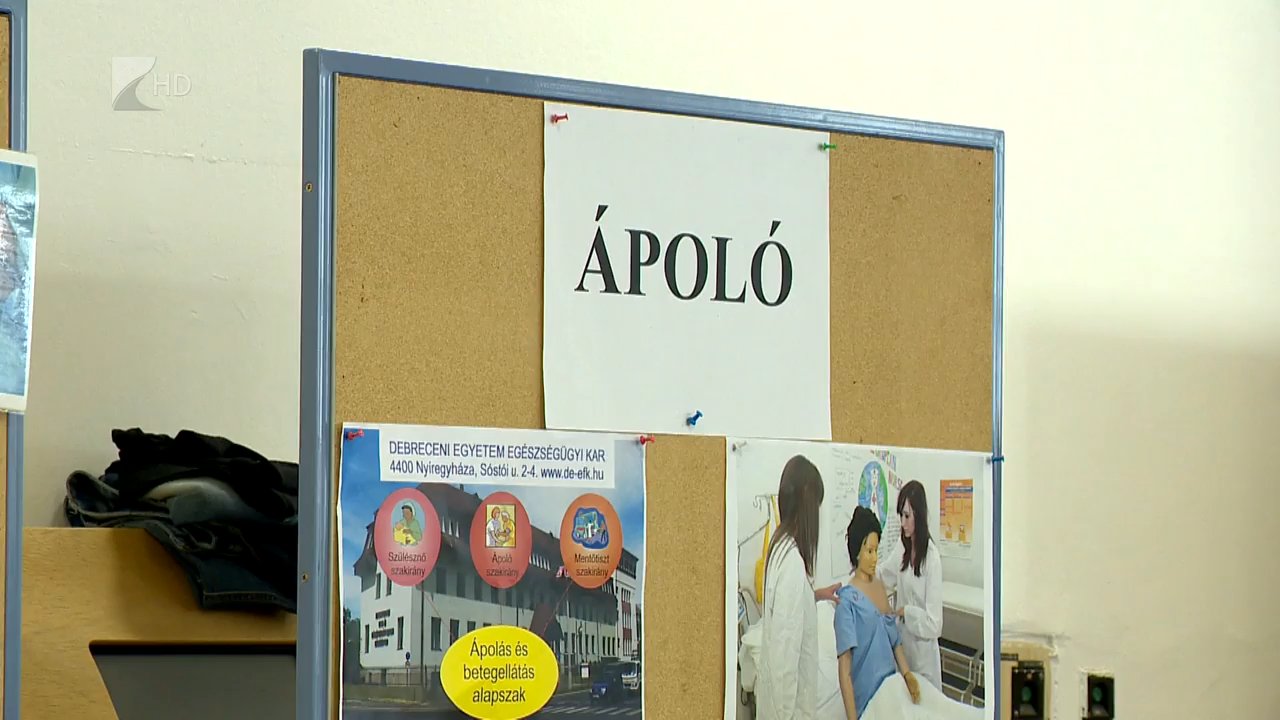 HD
ÁPOLÓ
DEBRECENI EGYETEM EGÉSZSÉGÜGYI KAR
4400 Nyíregyháza, Sóstói u. 2-4. www.de-efk.hu
Szülésznő
szakirány
Ápoló
szakirány
Mentőtiszt
szakirány
Ápolás és
betegellátás
alapszak